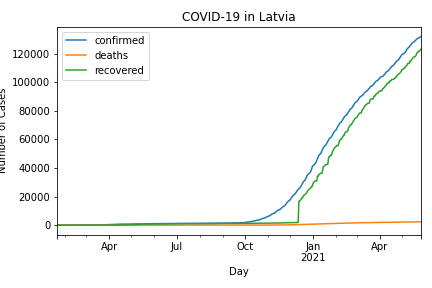 COVID-19 in Latvia
confirmed
deaths
recovered
120000
100000
80000
60000
40000
20000
0
Number of Cases
Apr
Jul
Oct
Jan
2021
Apr
Day